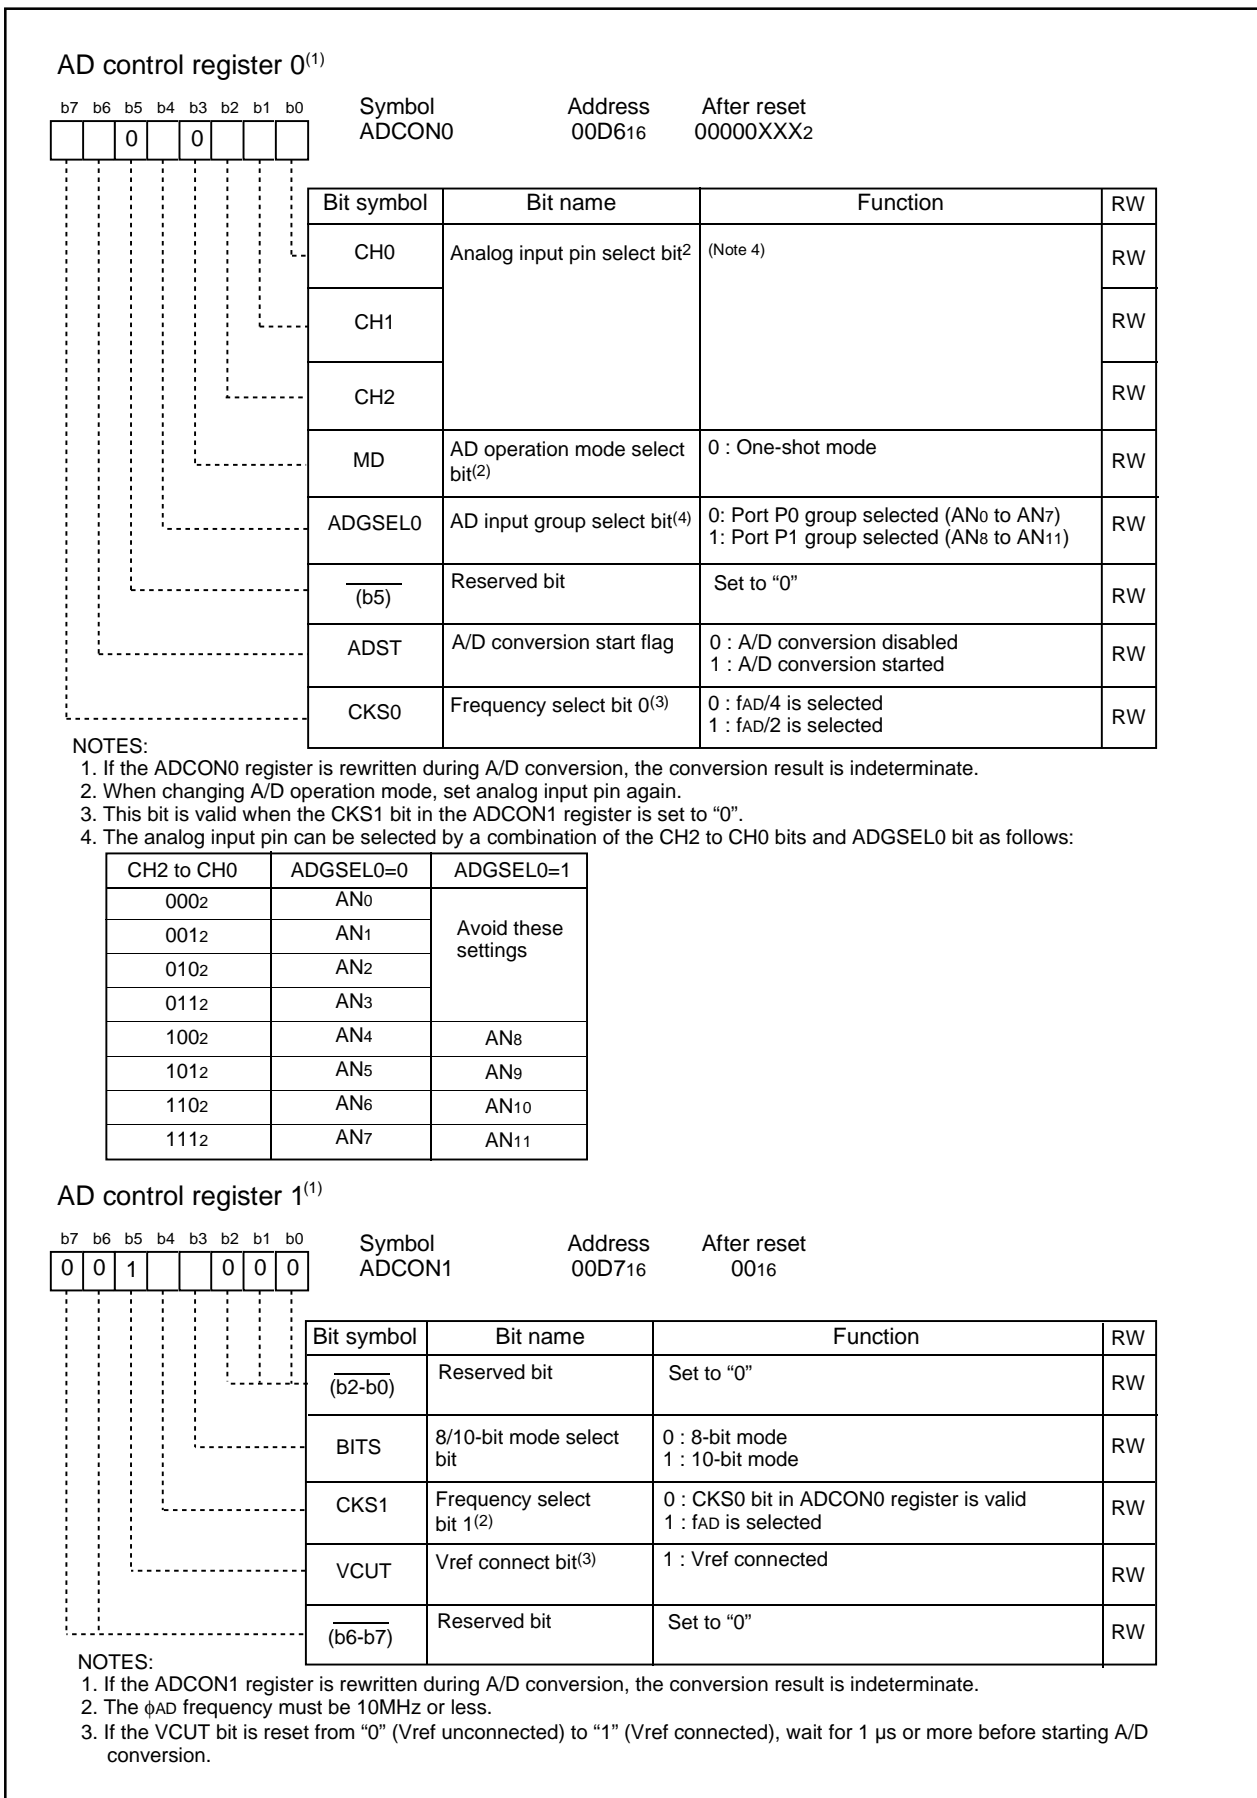 AD control register 0(1)
b7 b6 b5 b4 b3 b2 b1 b0
Symbol Address After reset
0 0
ADCON0 00D616 00000XXX2
Bit symbol Bit name Function RW
CH0 Analog input pin select bit2 (Note 4) RW
CH1 RW
CH2 RW
MD AD operation mode select bit(2) 0 : One-shot mode RW
ADGSEL0 AD input group select bit(4) 0: Port P0 group selected (AN0 to AN7)
1: Port P1 group selected (AN8 to AN11) RW
(b5) Reserved bit Set to “0” RW
ADST A/D conversion start flag 0 : A/D conversion disabled
1 : A/D conversion started RW
CKS0 Frequency select bit 0(3) 0 : fAD/4 is selected
1 : fAD/2 is selected RW
NOTES:
1. If the ADCON0 register is rewritten during A/D conversion, the conversion result is indeterminate.
2. When changing A/D operation mode, set analog input pin again.
3. This bit is valid when the CKS1 bit in the ADCON1 register is set to “0”.
4. The analog input pin can be selected by a combination of the CH2 to CH0 bits and ADGSEL0 bit as follows:
CH2 to CH0 ADGSEL0=0 ADGSEL0=1
0002 AN0
0012 AN1 Avoid these
settings
0102 AN2
0112 AN3
1002 AN4 AN8
1012 AN5 AN9
1102 AN6 AN10
1112 AN7 AN11
AD control register 1(1)
b7 b6 b5 b4 b3 b2 b1 b0
Symbol Address After reset
0 0 1 0 0 0
ADCON1 00D716 0016
Bit symbol Bit name Function RW
(b2-b0) Reserved bit Set to “0” RW
BITS 8/10-bit mode select
bit 0 : 8-bit mode
1 : 10-bit mode RW
CKS1 Frequency select
bit 1(2) 0 : CKS0 bit in ADCON0 register is valid
1 : fAD is selected RW
VCUT Vref connect bit(3) 1 : Vref connected RW
(b6-b7) Reserved bit Set to “0” RW
NOTES:
1. If the ADCON1 register is rewritten during A/D conversion, the conversion result is indeterminate.
2. The ϕAD frequency must be 10MHz or less.
3. If the VCUT bit is reset from “0” (Vref unconnected) to “1” (Vref connected), wait for 1 µs or more before starting A/D
conversion.